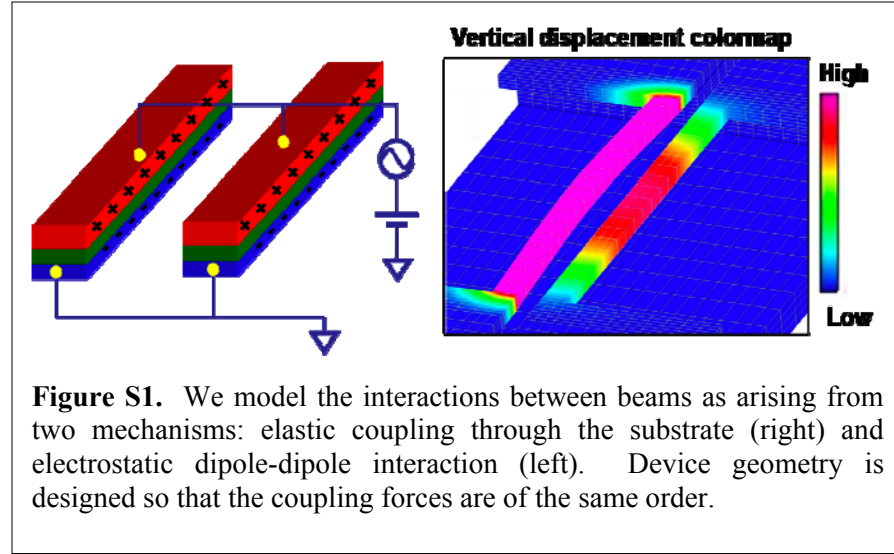 Vertical displacement colormap
High
Low
Figure S1. We model the interactions between beams as arising from
two mechanisms: elastic coupling through the substrate (right) and
electrostatic dipole-dipole interaction (left). Device geometry is
designed so that the coupling forces are of the same order.